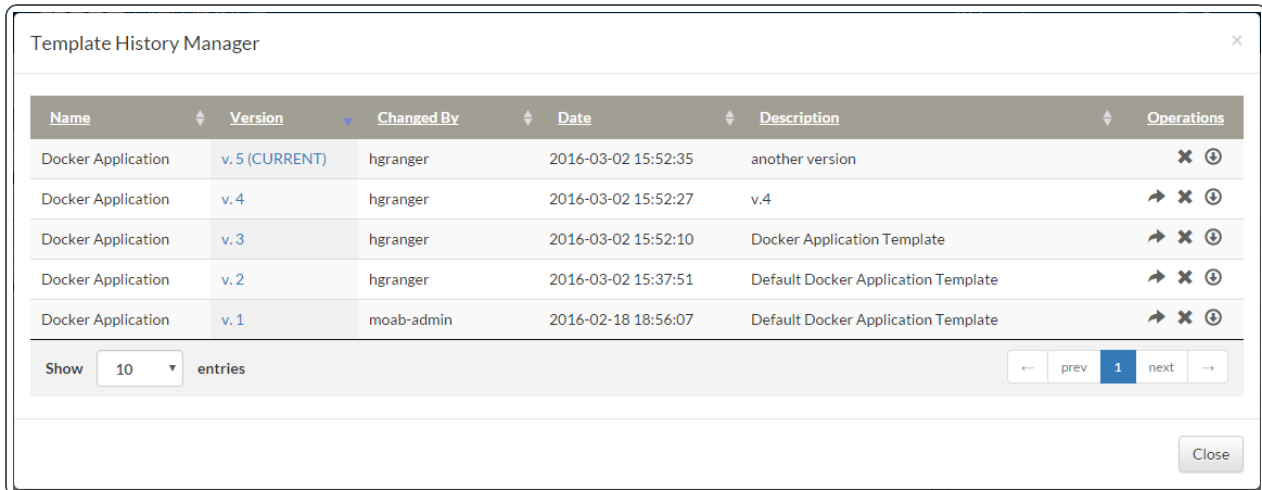 Template History Manager ×
Name Version Changed By Date Description Operations
Docker Application v. 5 (CURRENT) hgranger 2016-03-02 15:52:35 another version
Docker Application v. 4 hgranger 2016-03-02 15:52:27 v.4
Docker Application v. 3 hgranger 2016-03-02 15:52:10 Docker Application Template
Docker Application v. 2 hgranger 2016-03-02 15:37:51 Default Docker Application Template
Docker Application v. 1 moab-admin 2016-02-18 18:56:07 Default Docker Application Template
Show 10 entries ← prev 1 next →
Close